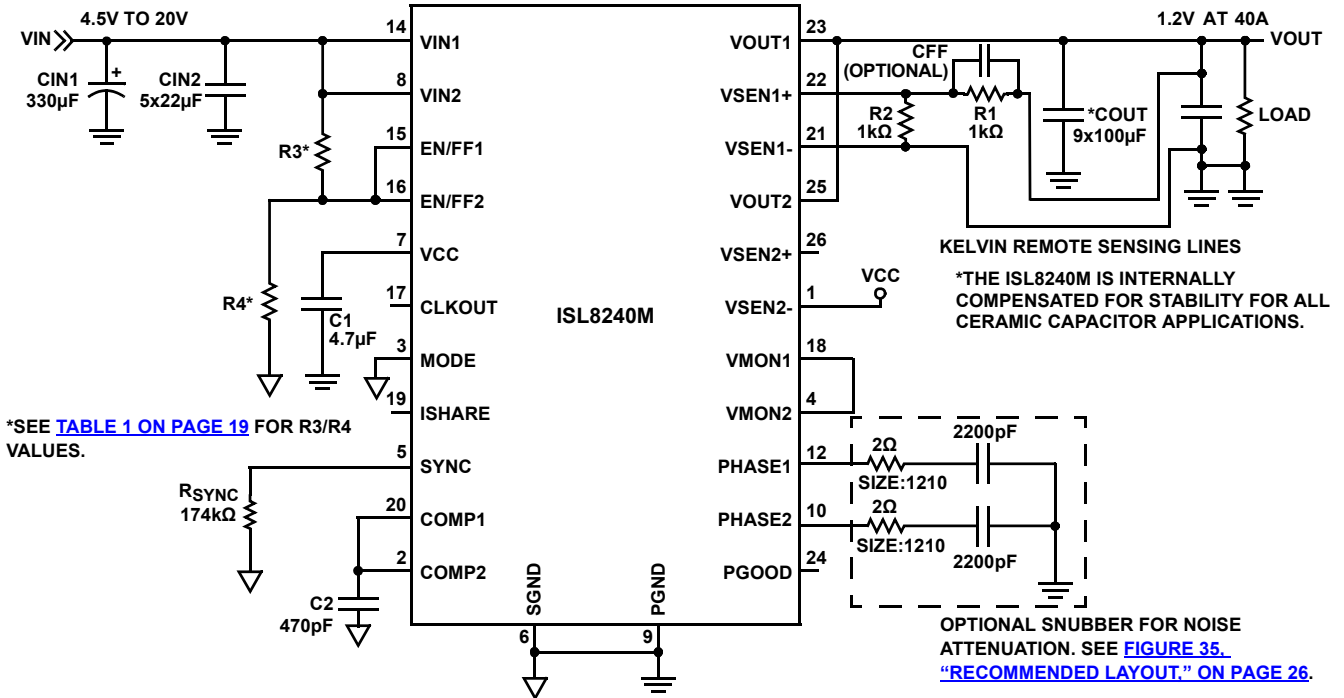 4.5V TO 20V
VIN
CIN1
330µF
+
CIN2
5x22µF
R3*
R4*
C1
4.7µF
*SEE TABLE 1 ON PAGE 19 FOR R3/R4
VALUES.
RSYNC
174kΩ
C2
470pF
14
8
15
16
7
17
3
19
5
20
2
VIN1
VIN2
EN/FF1
EN/FF2
VCC
CLKOUT
MODE
ISHARE
SYNC
COMP1
COMP2
ISL8240M
SGND
PGND
6
9
VOUT1
VSEN1+
VSEN1-
VOUT2
VSEN2+
VSEN2-
VMON1
VMON2
PHASE1
PHASE2
PGOOD
23
22
21
25
26
1
18
4
12
10
24
1.2V AT 40A
VOUT
CFF
(OPTIONAL)
R2
1kΩ
R1
1kΩ
*COUT
9x100µF
LOAD
KELVIN REMOTE SENSING LINES
VCC
*THE ISL8240M IS INTERNALLY
COMPENSATED FOR STABILITY FOR ALL
CERAMIC CAPACITOR APPLICATIONS.
2Ω
SIZE:1210
2200pF
2Ω
SIZE:1210
2200pF
OPTIONAL SNUBBER FOR NOISE
ATTENUATION. SEE FIGURE 35,
“RECOMMENDED LAYOUT,” ON PAGE 26.